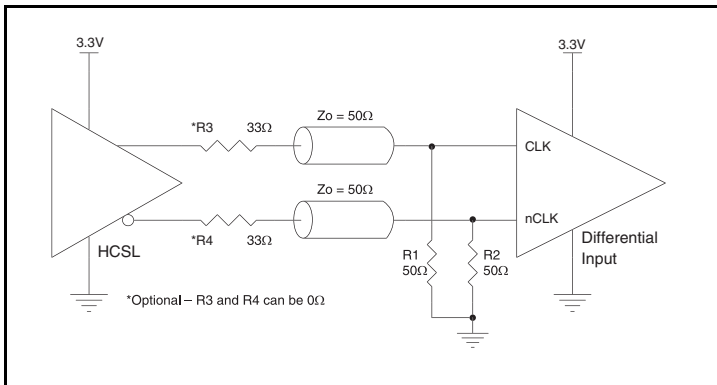 3.3V
3.3V
*R3 33Ω
Zo = 50Ω
CLK
Zo = 50Ω
nCLK
*R4 33Ω
HCSL
R1
50Ω
R2
50Ω
Differential
Input
*Optional – R3 and R4 can be 0Ω